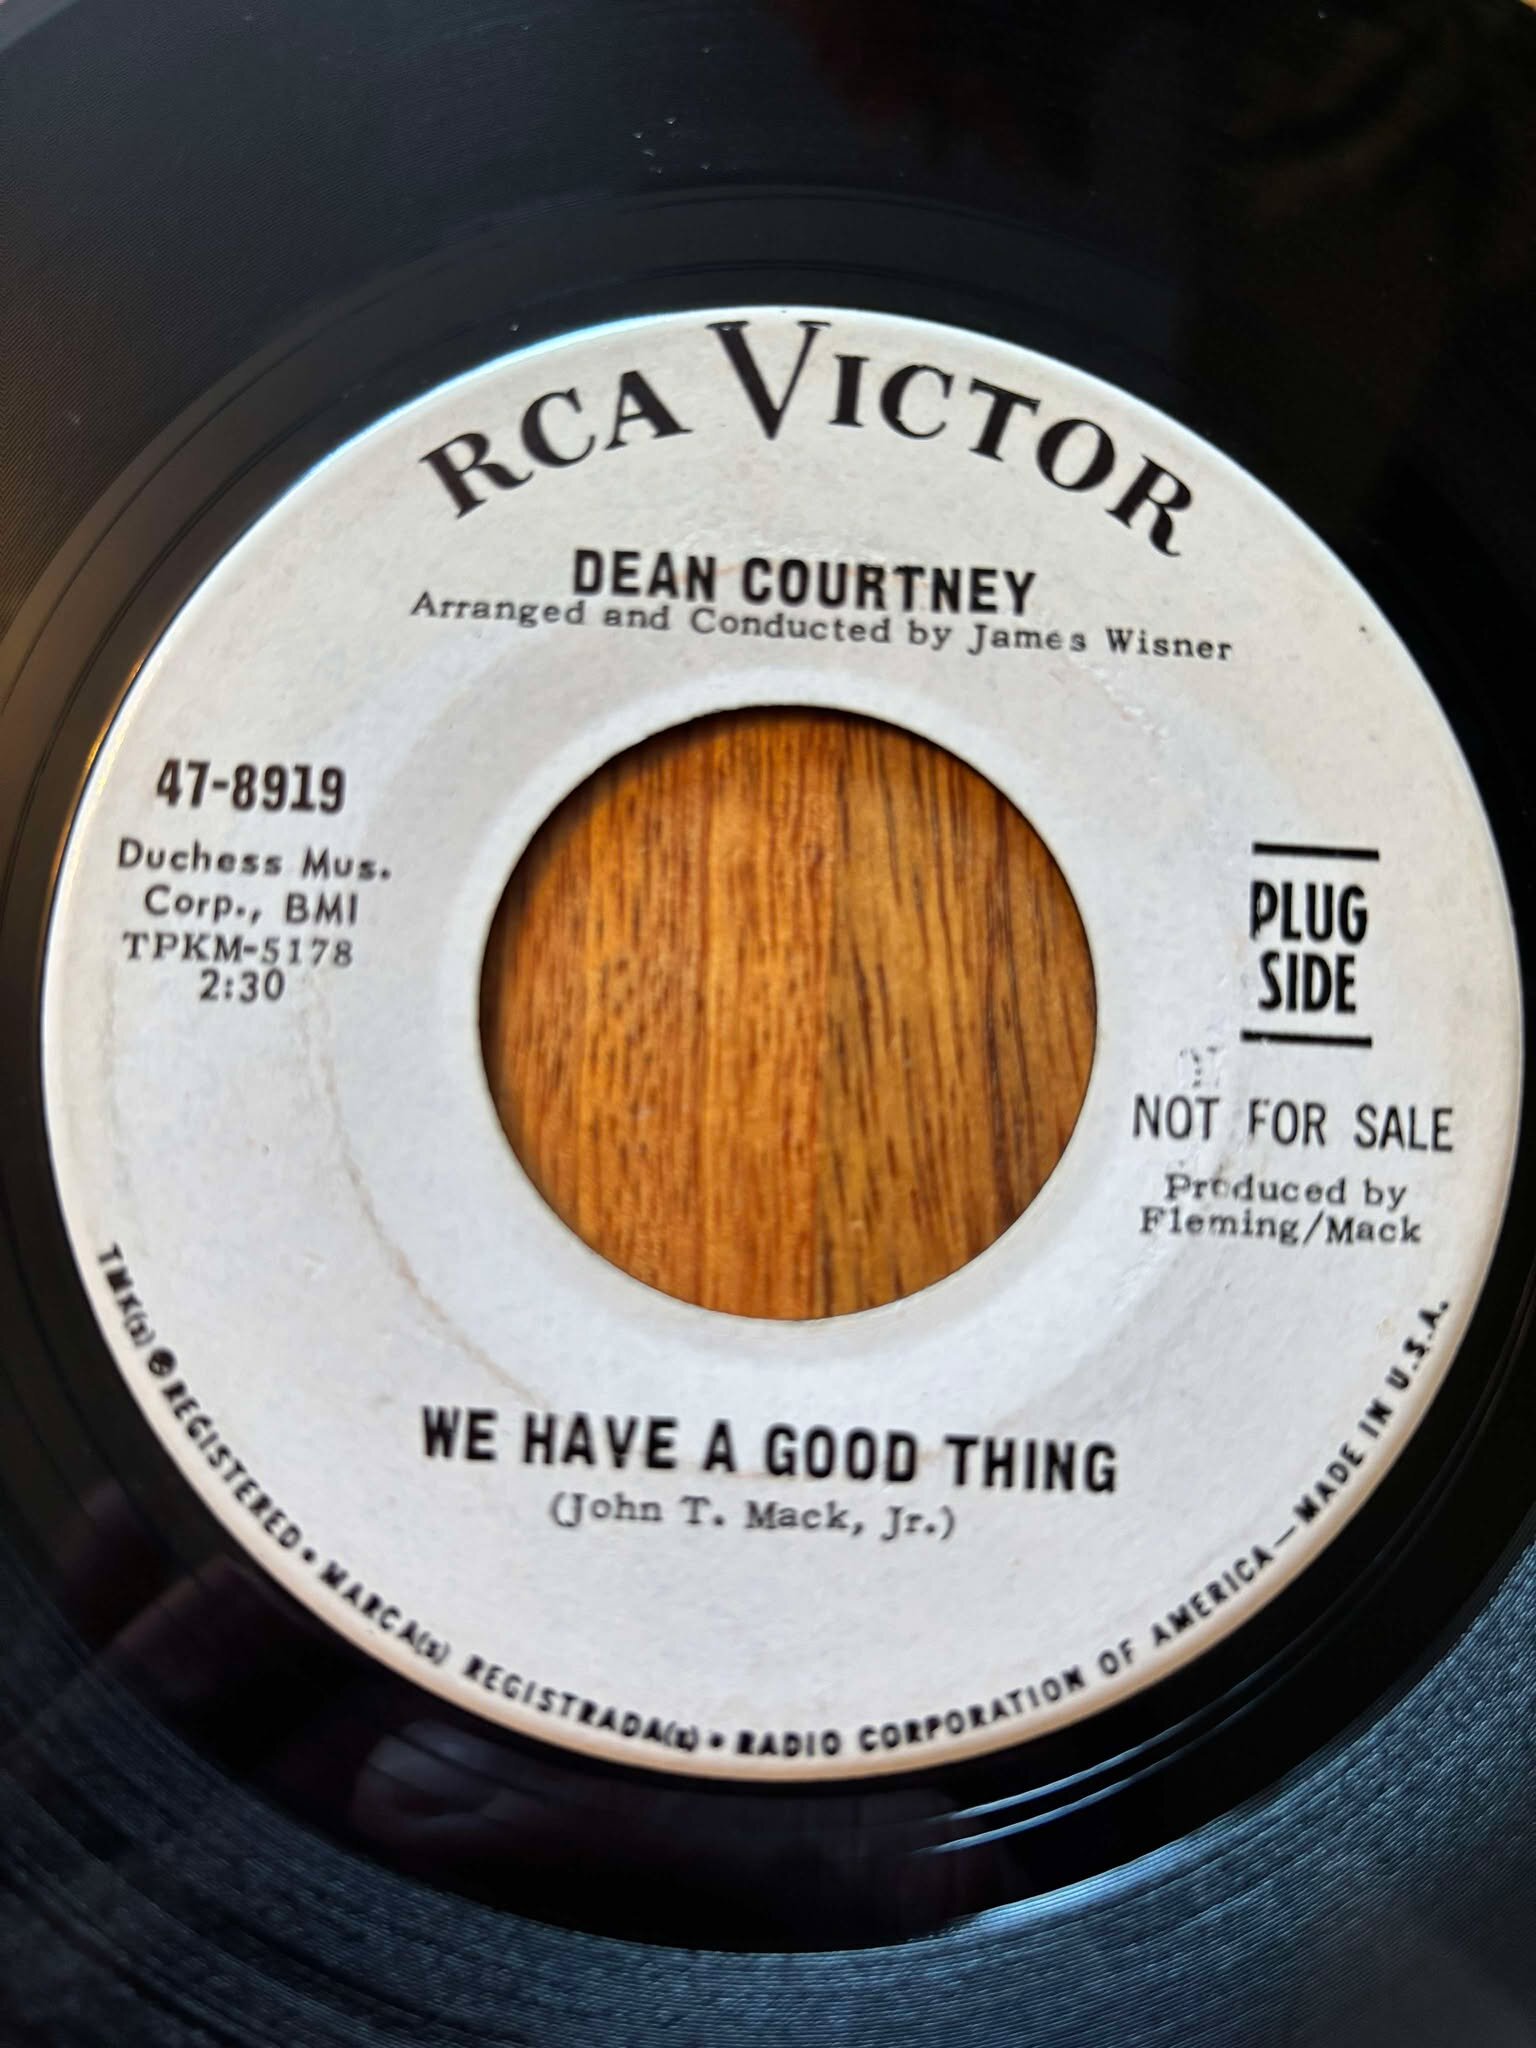 RCA VICTOR
DEAN COURTNEY
Arranged and Conducted by James Wisner
47-8919
Duchess Mus.
Corp., BMI
TPKM-5178
2:30
PLUG
SIDE
NOT FOR SALE
Produced by
Fleming/Mack
WE HAVE A GOOD THING
(John T. Mack, Jr.)
TMK(s) ® REGISTERED • MARCA(s) REGISTRADA(s) • RADIO CORPORATION OF AMERICA — MADE IN U.S.A.